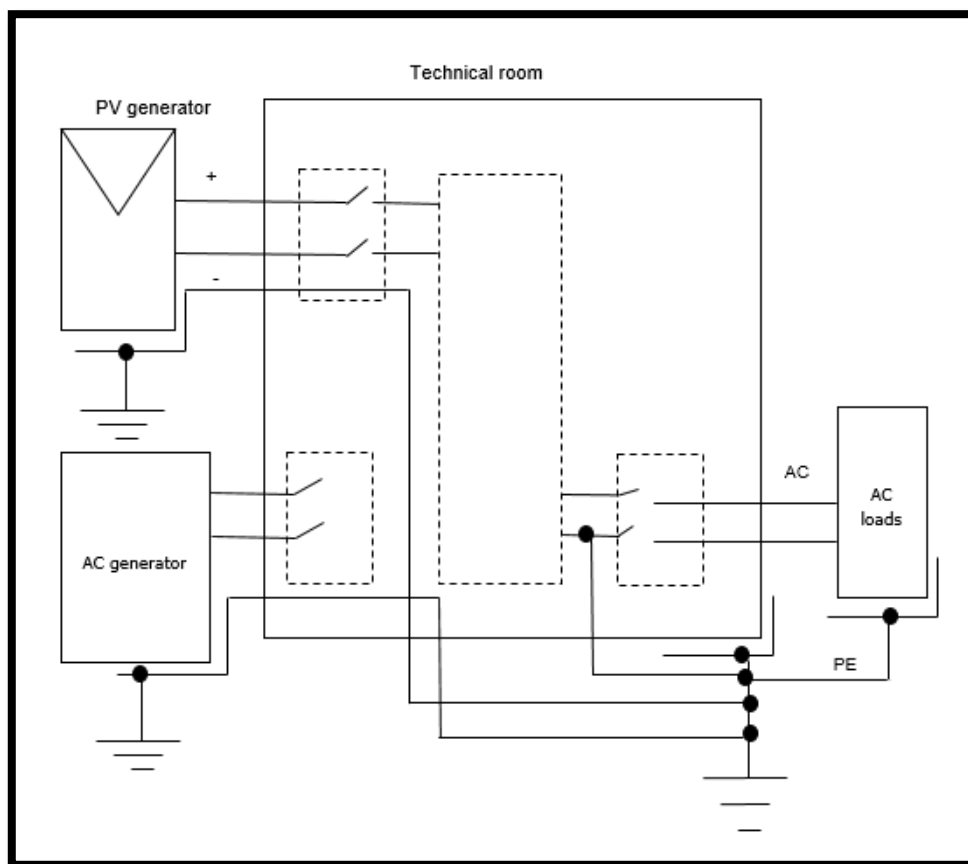 Technical room
PV generator
+
-
AC generator
AC
AC
loads
PE